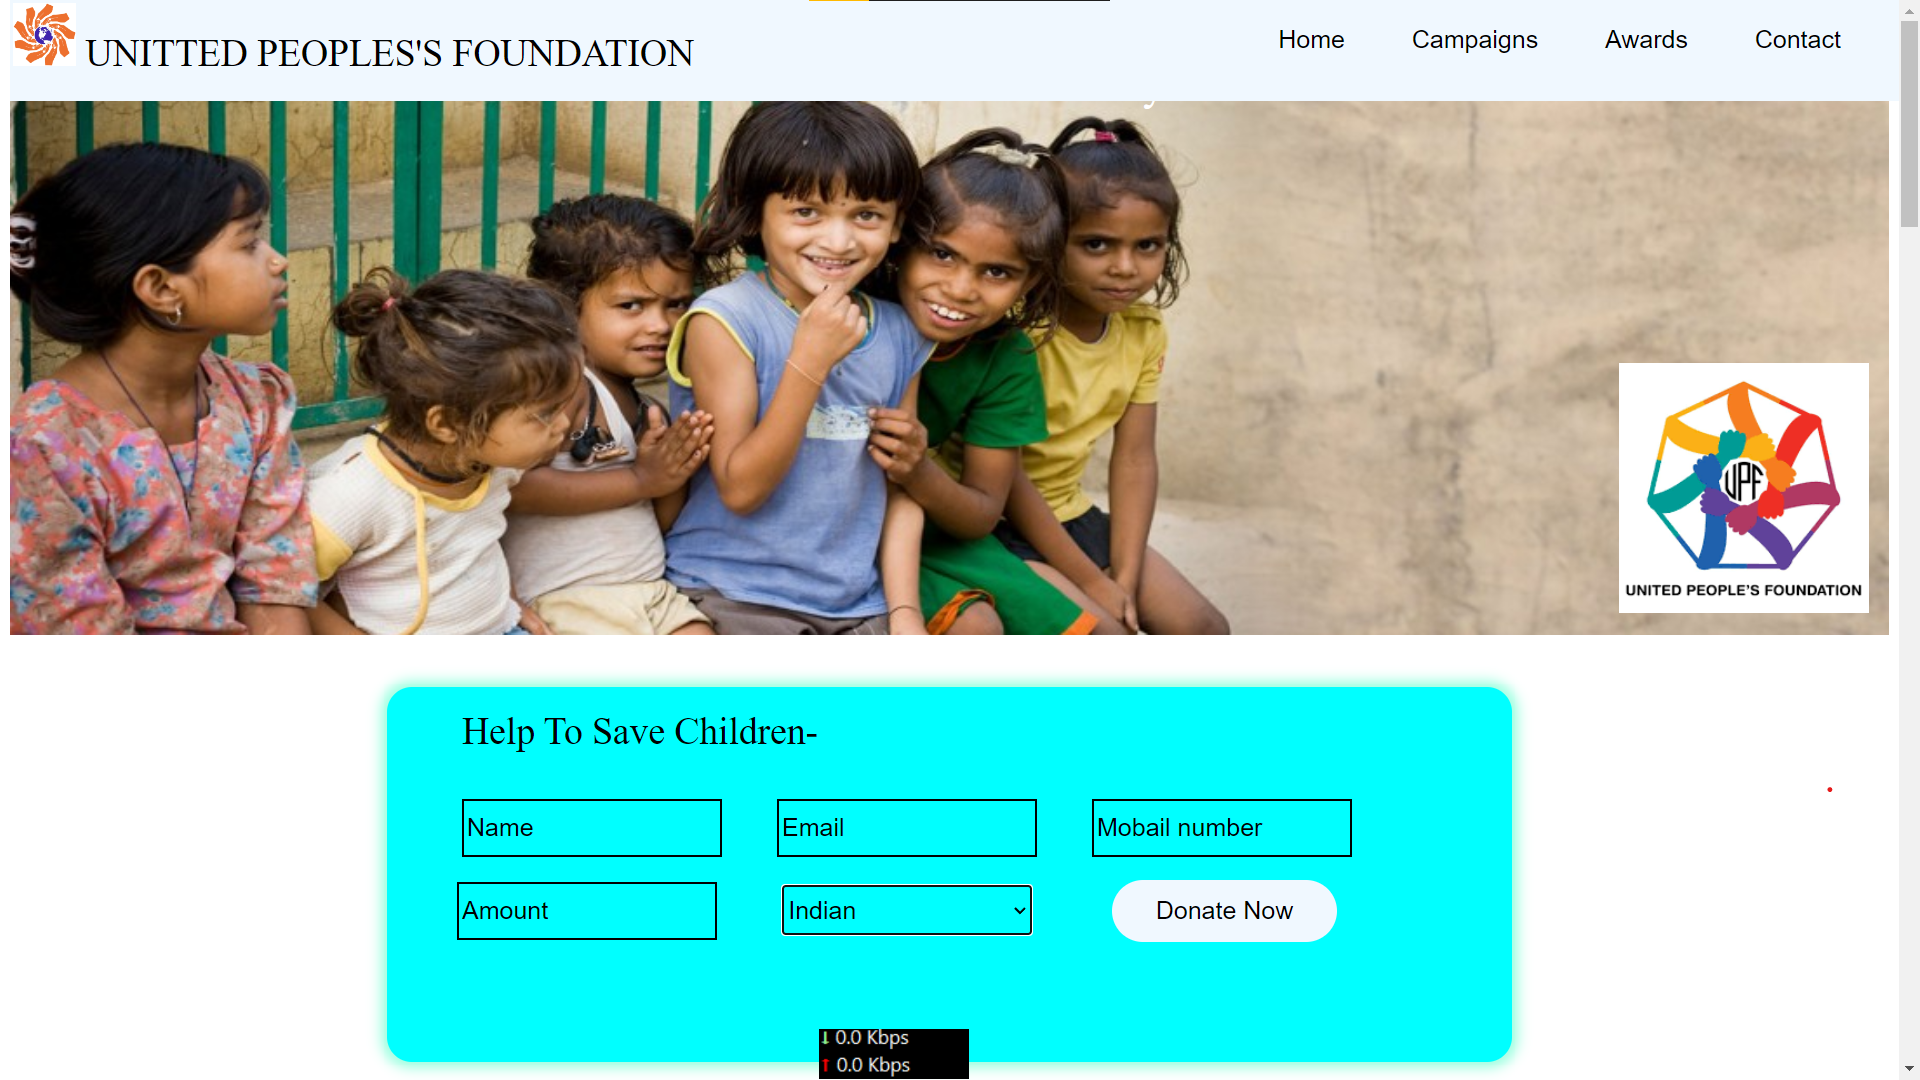 UNITTED PEOPLES'S FOUNDATION
Home Campaigns Awards Contact
UPF
UNITED PEOPLE'S FOUNDATION
Help To Save Children-
Name Email Mobail number
Amount Indian Donate Now
↓ 0.0 Kbps
↑ 0.0 Kbps